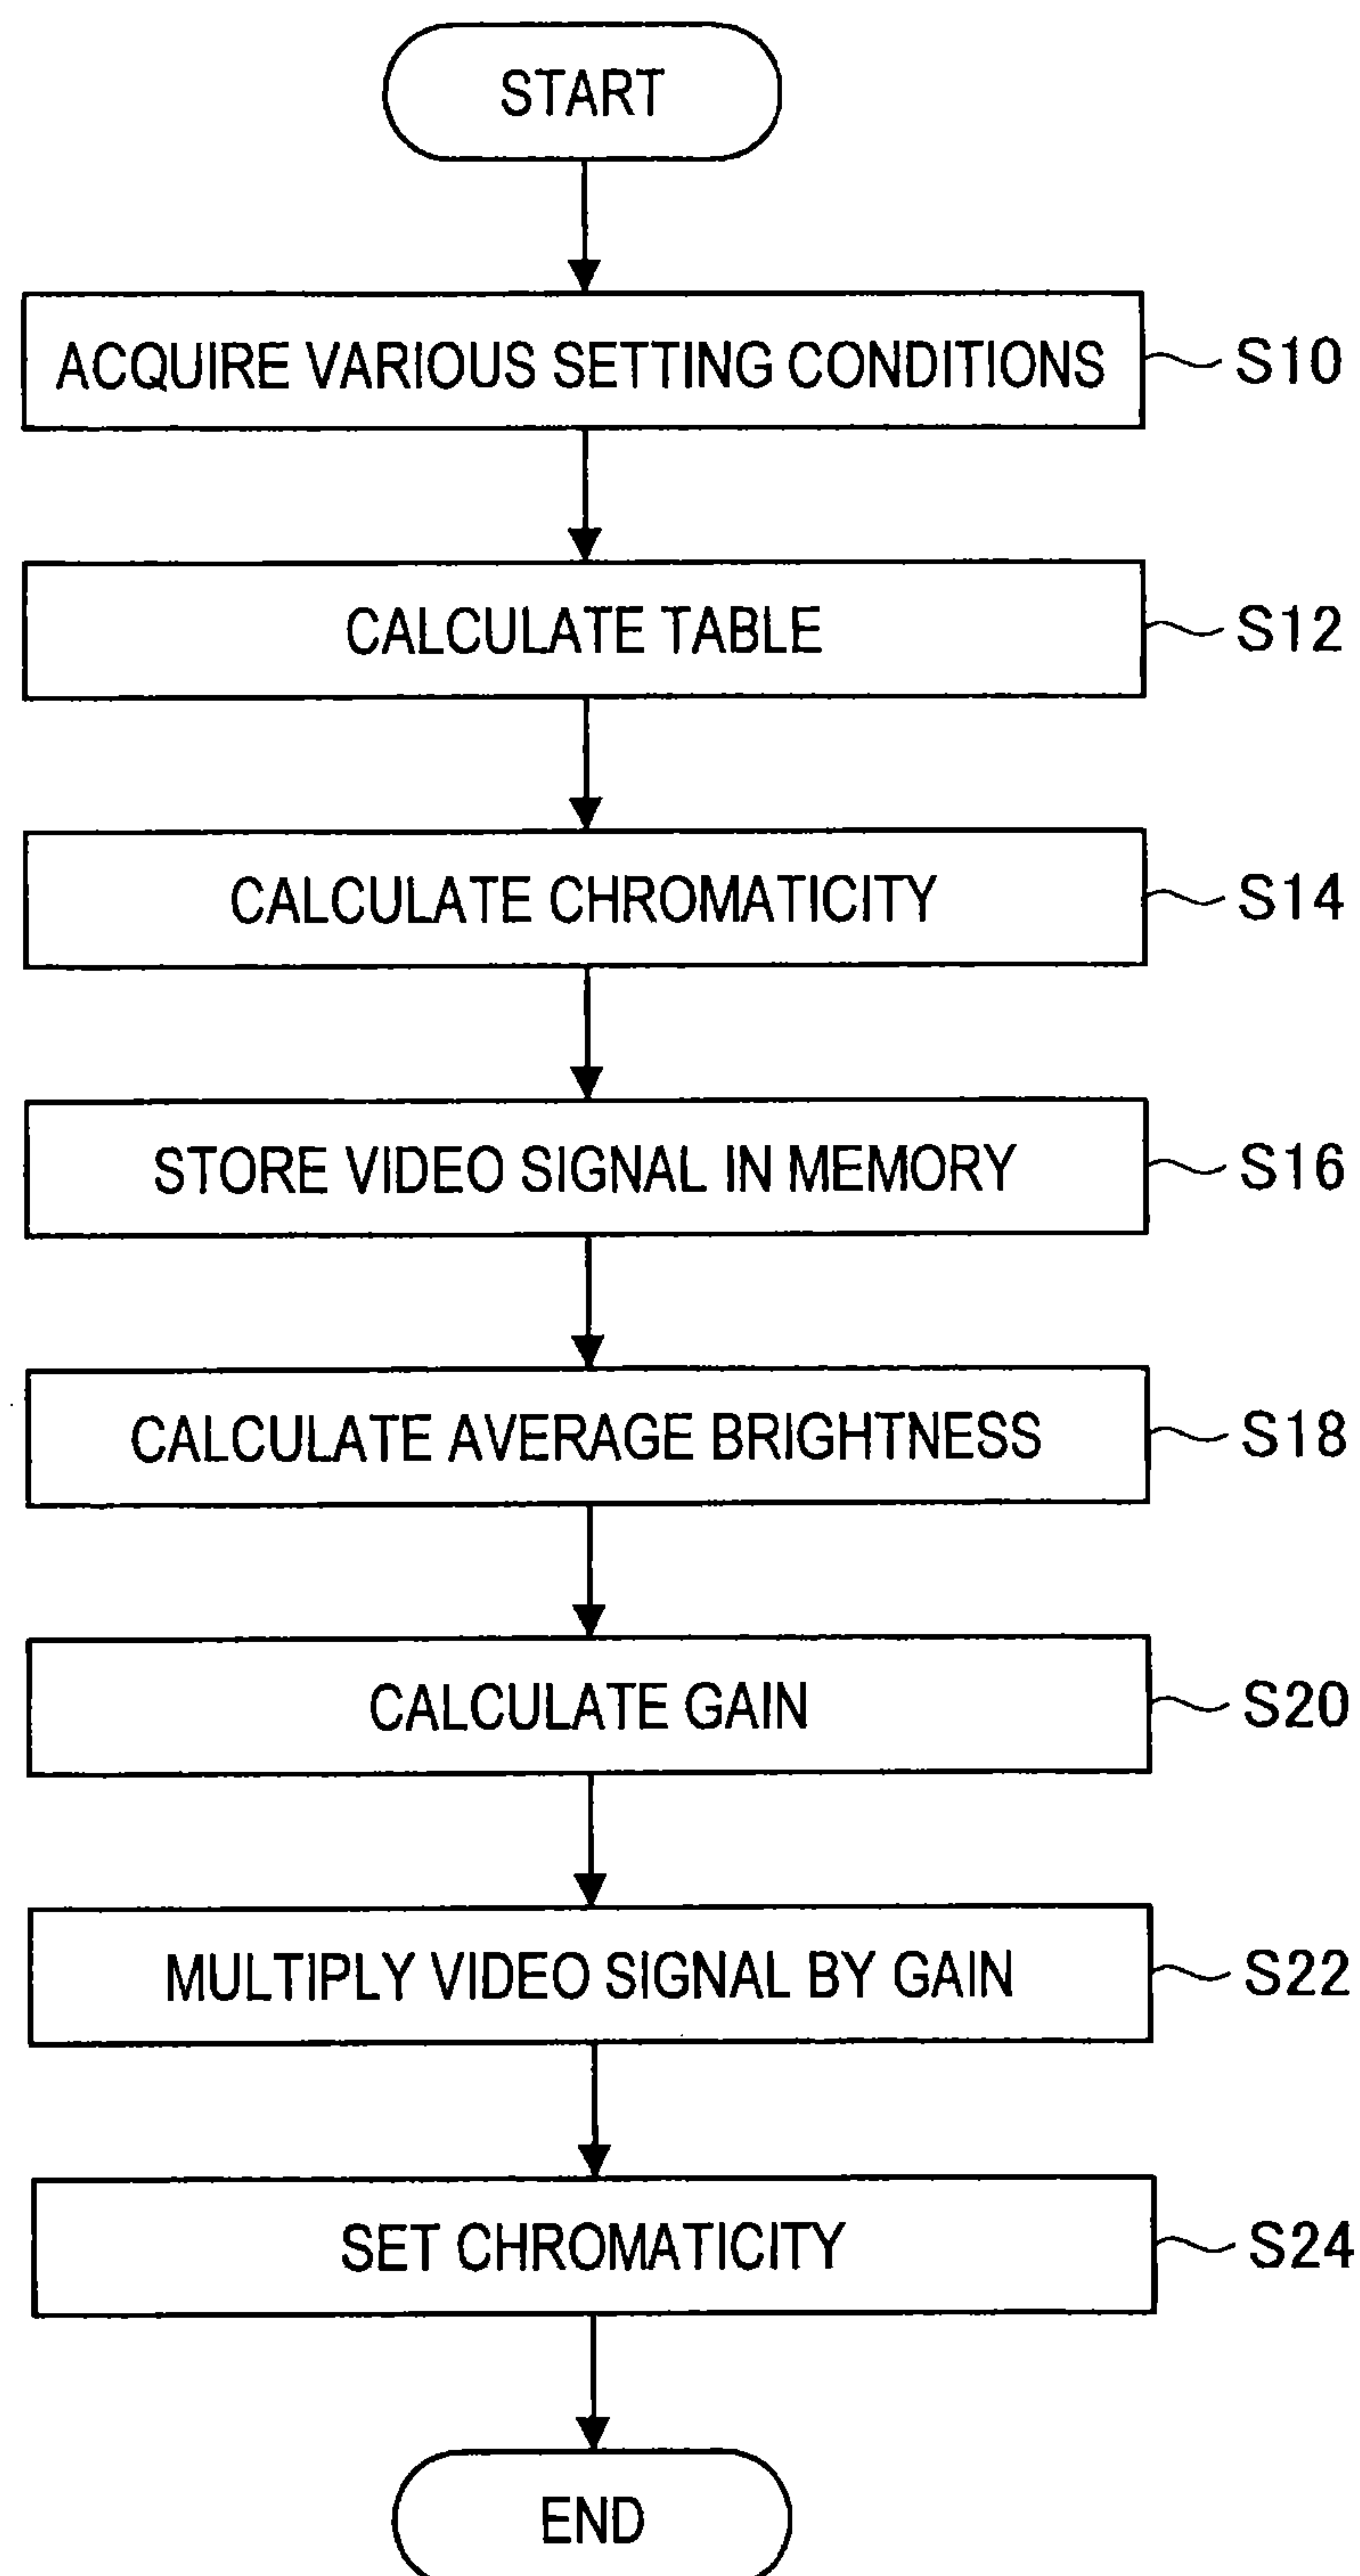 START
ACQUIRE VARIOUS SETTING CONDITIONS S10
CALCULATE TABLE S12
CALCULATE CHROMATICITY S14
STORE VIDEO SIGNAL IN MEMORY S16
CALCULATE AVERAGE BRIGHTNESS S18
CALCULATE GAIN S20
MULTIPLY VIDEO SIGNAL BY GAIN S22
SET CHROMATICITY S24
END